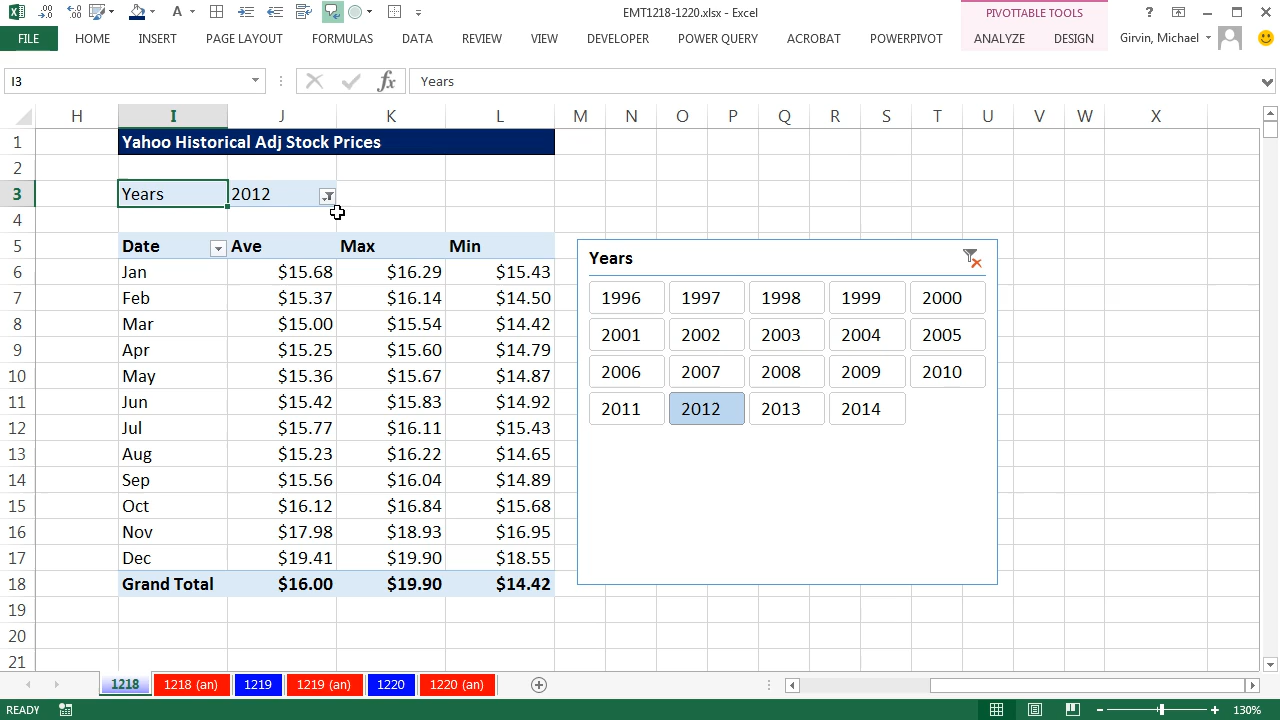 EMT1218-1220.xlsx - Excel
PIVOTTABLE TOOLS
FILE HOME INSERT PAGE LAYOUT FORMULAS DATA REVIEW VIEW DEVELOPER POWER QUERY ACROBAT POWERPIVOT ANALYZE DESIGN Girvin, Michael
I3 fx Years
H I J K L M N O P Q R S T U V W X
1 Yahoo Historical Adj Stock Prices
2
3 Years 2012
4
5 Date Ave Max Min
6 Jan $15.68 $16.29 $15.43
7 Feb $15.37 $16.14 $14.50
8 Mar $15.00 $15.54 $14.42
9 Apr $15.25 $15.60 $14.79
10 May $15.36 $15.67 $14.87
11 Jun $15.42 $15.83 $14.92
12 Jul $15.77 $16.11 $15.43
13 Aug $15.23 $16.22 $14.65
14 Sep $15.56 $16.04 $14.89
15 Oct $16.12 $16.84 $15.68
16 Nov $17.98 $18.93 $16.95
17 Dec $19.41 $19.90 $18.55
18 Grand Total $16.00 $19.90 $14.42
19
20
21
Years
1996 1997 1998 1999 2000
2001 2002 2003 2004 2005
2006 2007 2008 2009 2010
2011 2012 2013 2014
1218 1218 (an) 1219 1219 (an) 1220 1220 (an)
READY 130%